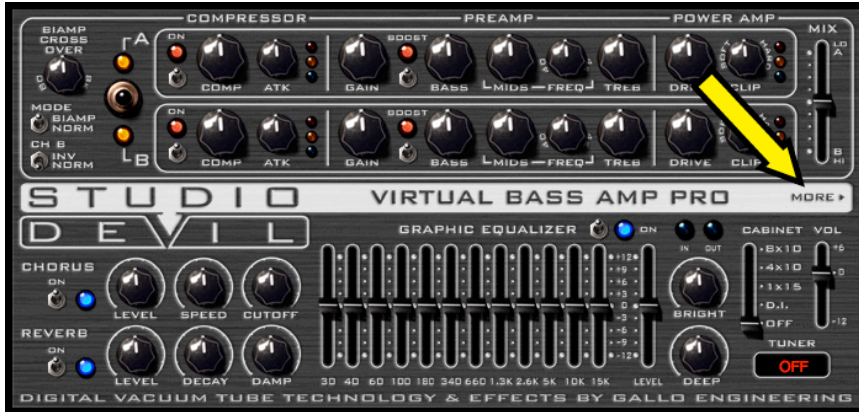 COMPRESSOR PREAMP POWER AMP
BIAMP CROSS OVER
A
ON
COMP ATK
GAIN
BOOST
BASS
MIDS FREQ TREB
SOFT HARD
CLIP
MIX
LO A
MODE
BIAMP
NORM
CH B
INV
NORM
B
ON
COMP ATK
GAIN
BOOST
BASS
MIDS FREQ TREB
DRIVE CLIP
B HI
STUDIO DEVIL
VIRTUAL BASS AMP PRO
MORE
GRAPHIC EQUALIZER ON
IN OUT
CABINET VOL
CHORUS
ON
LEVEL SPEED CUTOFF
REVERB
ON
LEVEL DECAY DAMP
+12
+9
+6
+3
0
-3
-6
-9
-12
30 40 60 100 180 340 660 1.3K 2.6K 5K 10K 15K LEVEL
BRIGHT
DEEP
8X10
4X10
1X15
D.I.
OFF
+6
0
-12
TUNER
OFF
DIGITAL VACUUM TUBE TECHNOLOGY & EFFECTS BY GALLO ENGINEERING